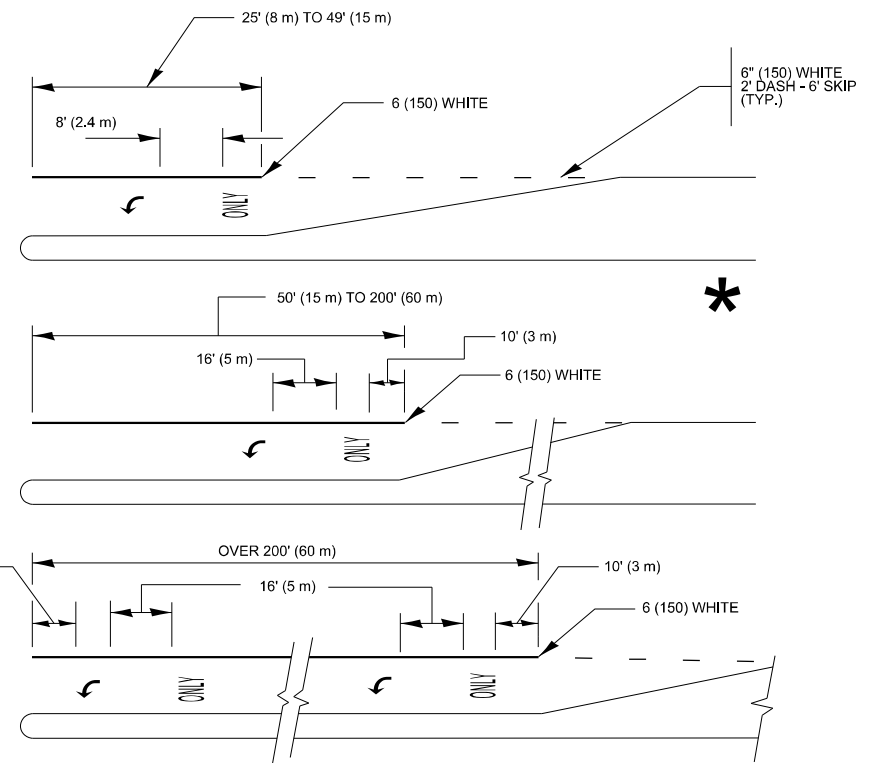 25' (8 m) TO 49' (15 m)
6" (150) WHITE
2' DASH - 6' SKIP
(TYP.)
6 (150) WHITE
8' (2.4 m)
ONLY
*
50' (15 m) TO 200' (60 m)
10' (3 m)
16' (5 m)
6 (150) WHITE
ONLY
OVER 200' (60 m)
16' (5 m)
10' (3 m)
6 (150) WHITE
ONLY
ONLY